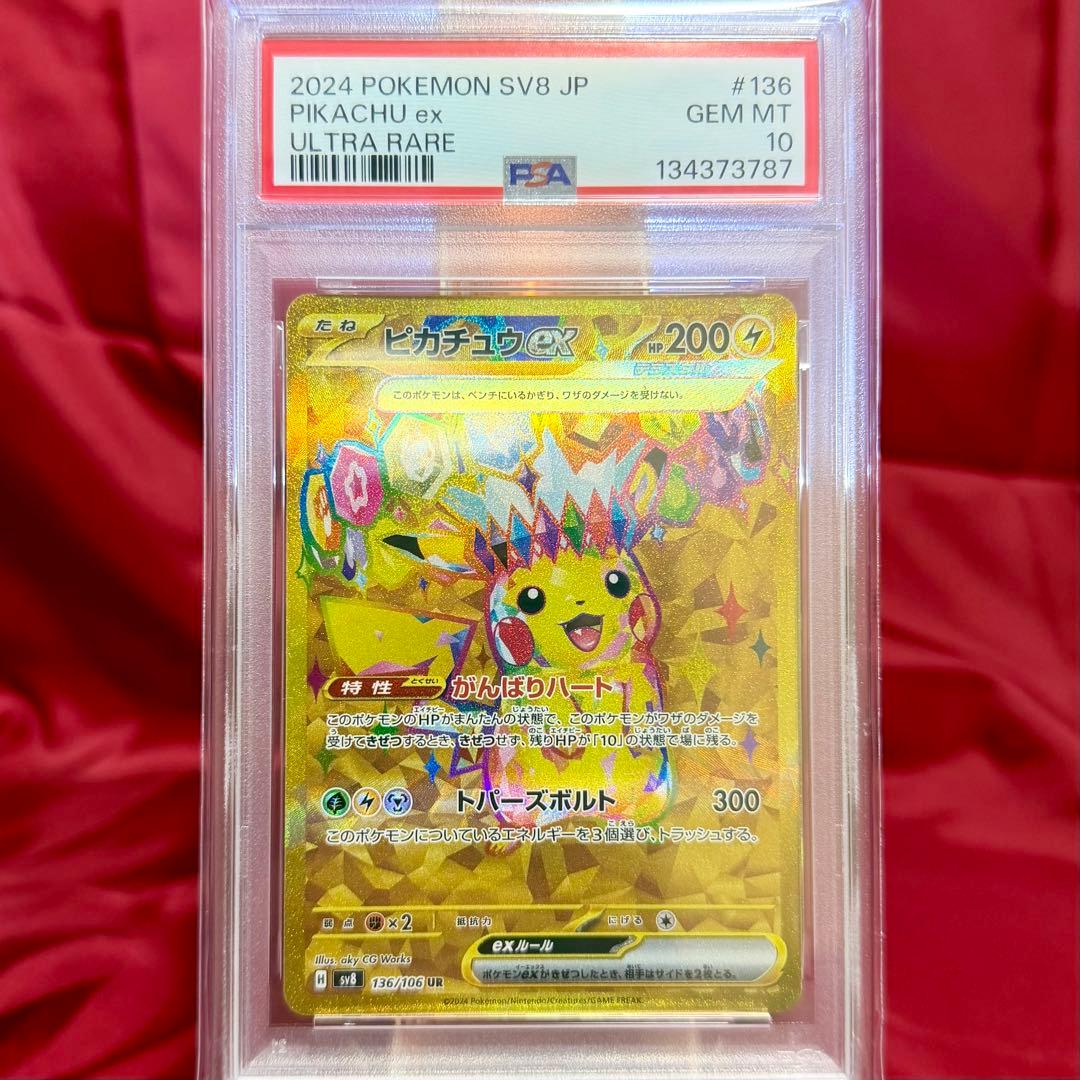 2024 POKEMON SV8 JP #136
PIKACHU ex GEM MT
ULTRA RARE 10
PSA 134373787
たね ピカチュウex HP200
テラスタル
このポケモンは、ベンチにいるかぎり、ワザのダメージを受けない。
特性 とくせい がんばりハート
このポケモンのHPがまんたんの状態で、このポケモンがワザのダメージを
受けてきぜつするとき、きぜつせず、残りHPが「10」の状態で場に残る。
トパーズボルト 300
このポケモンについているエネルギーを3個選び、トラッシュする。
弱点 ×2 抵抗力 にげる
exルール
ポケモンexがきぜつしたとき、相手はサイドを2枚とる。
Illus. aky CG Works
H sv8 136/106 UR
©2024 Pokémon/Nintendo/Creatures/GAME FREAK.